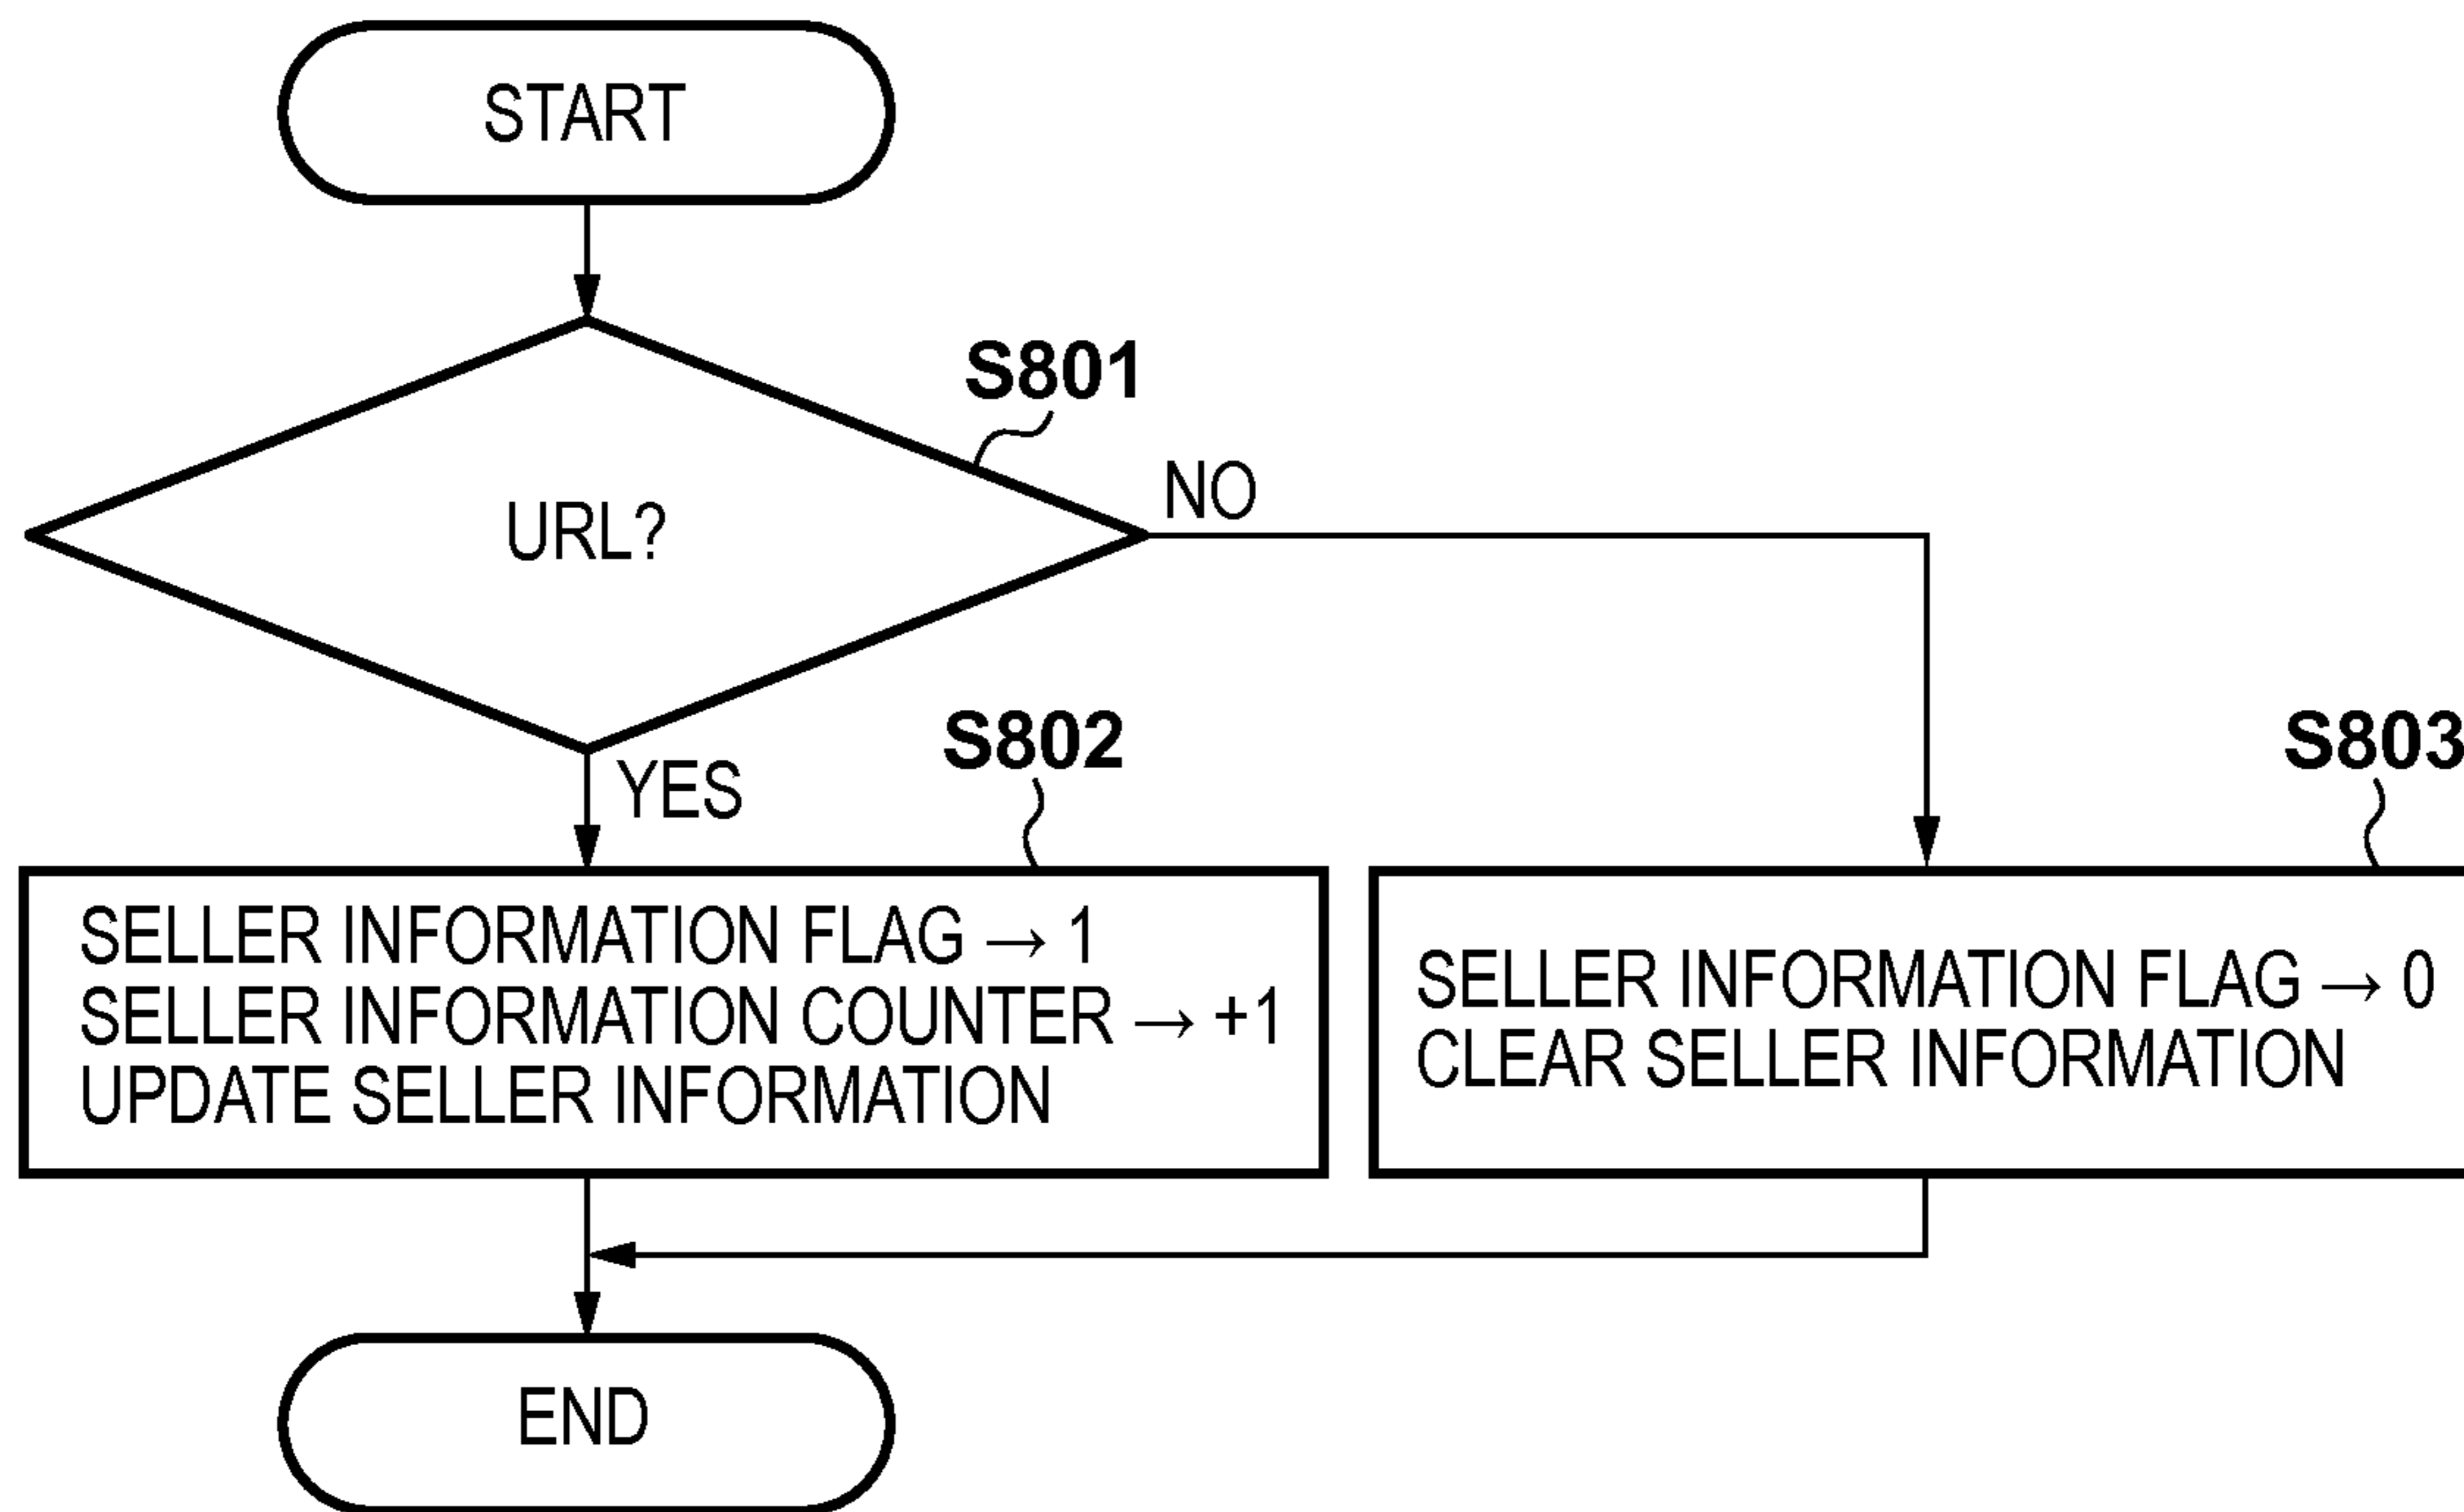 START
S801
URL?
NO
YES
S802
S803
SELLER INFORMATION FLAG → 1
SELLER INFORMATION COUNTER → +1
UPDATE SELLER INFORMATION
SELLER INFORMATION FLAG → 0
CLEAR SELLER INFORMATION
END